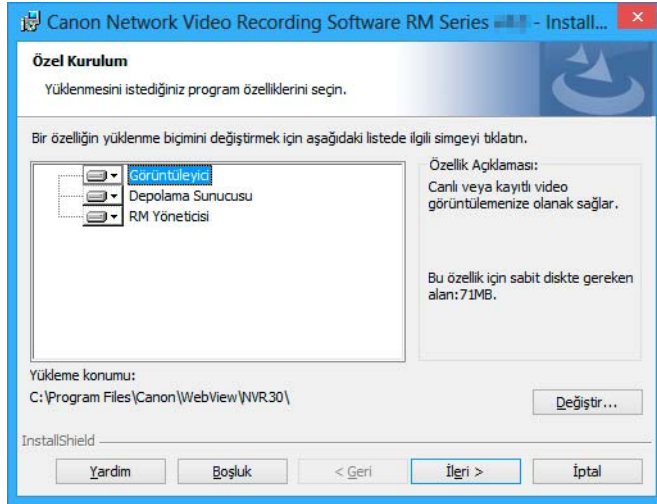 Canon Network Video Recording Software RM Series - Install...
Özel Kurulum
Yüklenmesini istediğiniz program özelliklerini seçin.
Bir özelliğin yüklenme biçimini değiştirmek için aşağıdaki listede ilgili simgeyi tıklatın.
Görüntüleyici
Depolama Sunucusu
RM Yöneticisi
Özellik Açıklaması:
Canlı veya kayıtlı video
görüntülemenize olanak sağlar.
Bu özellik için sabit diskte gereken
alan:71MB.
Yükleme konumu:
C:\Program Files\Canon\WebView\NVR30\
Değiştir...
InstallShield
Yardim
Boşluk
< Geri
İleri >
İptal